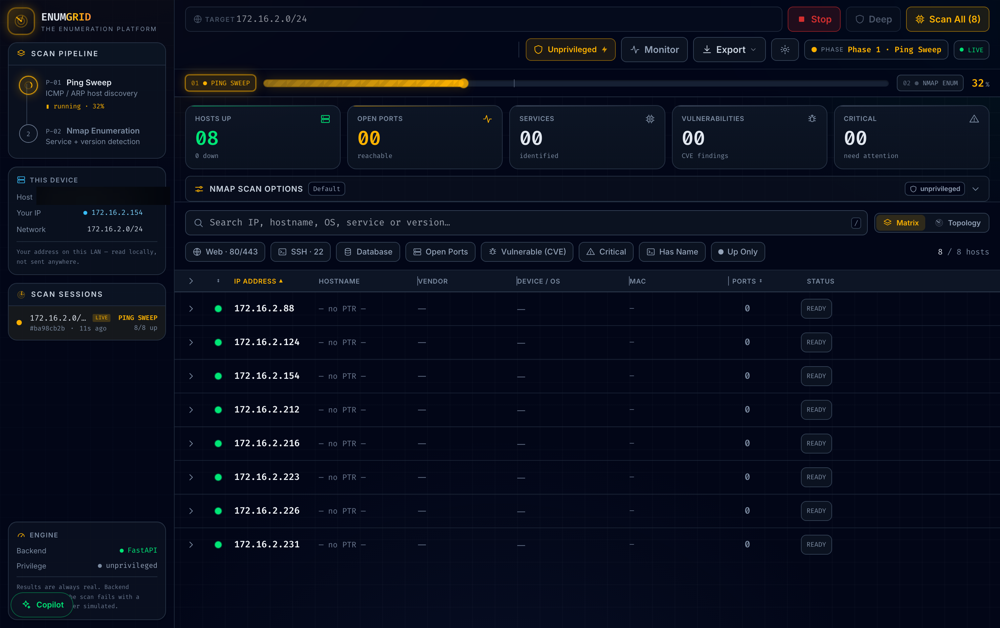 ENUMGRID
THE ENUMERATION PLATFORM
SCAN PIPELINE
P-01 Ping Sweep
ICMP / ARP host discovery
running · 32%
2
P-02 Nmap Enumeration
Service + version detection
THIS DEVICE
Host
Your IP 172.16.2.154
Network 172.16.2.0/24
Your address on this LAN — read locally,
not sent anywhere.
SCAN SESSIONS
172.16.2.0/… LIVE PING SWEEP
#ba98cb2b · 11s ago 8/8 up
ENGINE
Backend FastAPI
Privilege unprivileged
Results are always real. Backend
scan fails with a
simulated.
Copilot
TARGET 172.16.2.0/24
Stop
Deep
Scan All (8)
Unprivileged
Monitor
Export
PHASE Phase 1 · Ping Sweep
LIVE
01 PING SWEEP
02 NMAP ENUM
32%
HOSTS UP
08
0 down
OPEN PORTS
00
reachable
SERVICES
00
identified
VULNERABILITIES
00
CVE findings
CRITICAL
00
need attention
NMAP SCAN OPTIONS Default unprivileged
Search IP, hostname, OS, service or version… /
Matrix Topology
Web · 80/443 SSH · 22 Database Open Ports Vulnerable (CVE) Critical Has Name Up Only 8 / 8 hosts
IP ADDRESS HOSTNAME VENDOR DEVICE / OS MAC PORTS STATUS
172.16.2.88 — no PTR — — — — 0 READY
172.16.2.124 — no PTR — — — — 0 READY
172.16.2.154 — no PTR — — — — 0 READY
172.16.2.212 — no PTR — — — — 0 READY
172.16.2.216 — no PTR — — — — 0 READY
172.16.2.223 — no PTR — — — — 0 READY
172.16.2.226 — no PTR — — — — 0 READY
172.16.2.231 — no PTR — — — — 0 READY